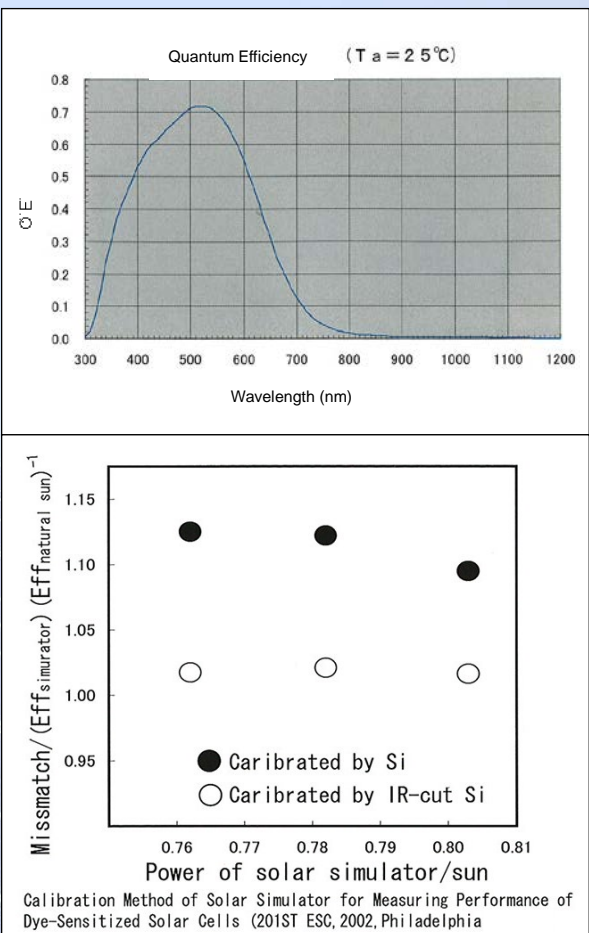 Quantum Efficiency (Ta=25℃)
0.8
0.7
0.6
0.5
0.4
0.3
0.2
0.1
0.0
Q.E
300 400 500 600 700 800 900 1000 1100 1200
Wavelength (nm)
Missmatch/(Effsimurator)(Effnatural sun)-1
1.15
1.10
1.05
1.00
0.95
Caribrated by Si
Caribrated by IR-cut Si
0.76 0.77 0.78 0.79 0.80 0.81
Power of solar simulator/sun
Calibration Method of Solar Simulator for Measuring Performance of
Dye-Sensitized Solar Cells (201ST ESC,2002,Philadelphia